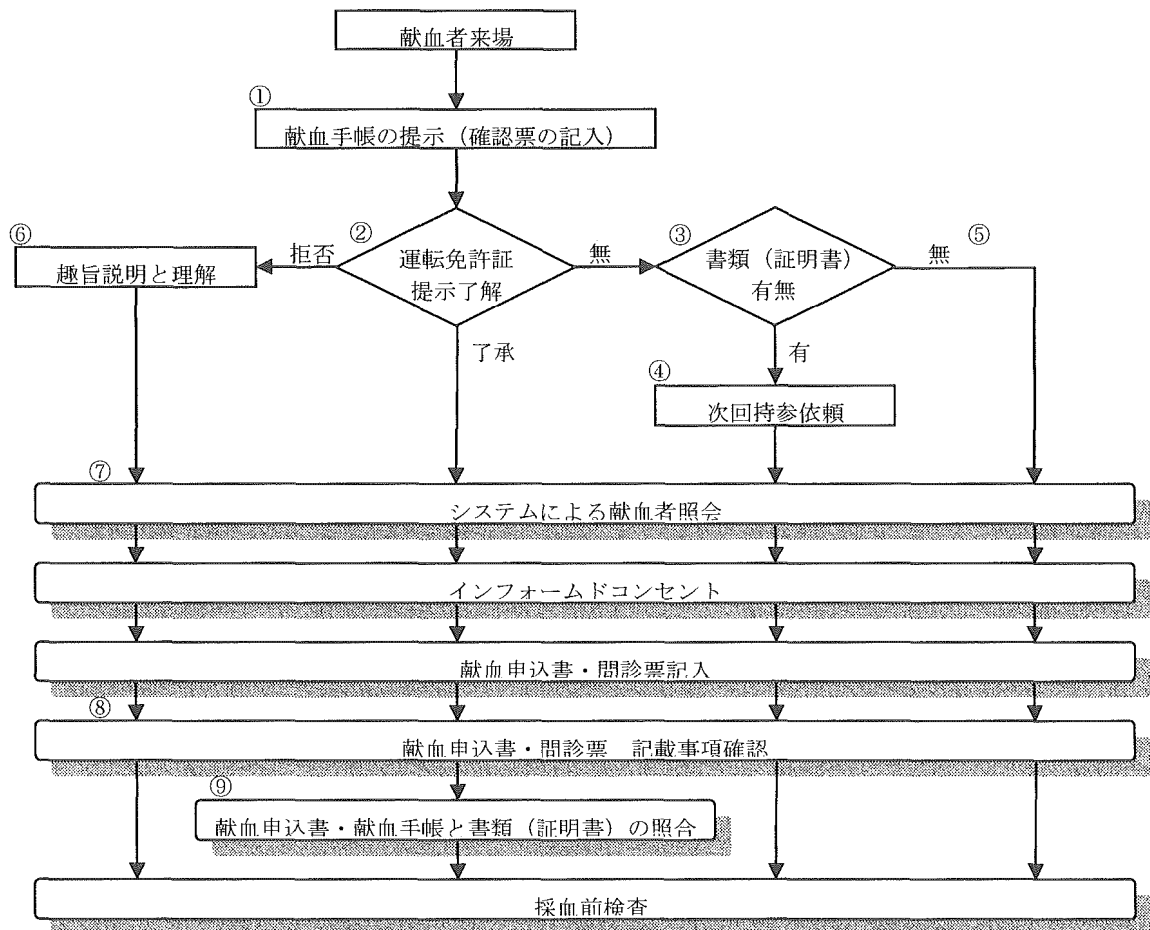 献血者来場
①
献血手帳の提示（確認票の記入）
⑥
趣旨説明と理解
拒否
②
運転免許証
提示了解
無
③
書類（証明書）
有無
無
⑤
了承
有
④
次回持参依頼
⑦
システムによる献血者照会
インフォームドコンセント
献血申込書・問診票記入
⑧
献血申込書・問診票　記載事項確認
⑨
献血申込書・献血手帳と書類（証明書）の照合
採血前検査